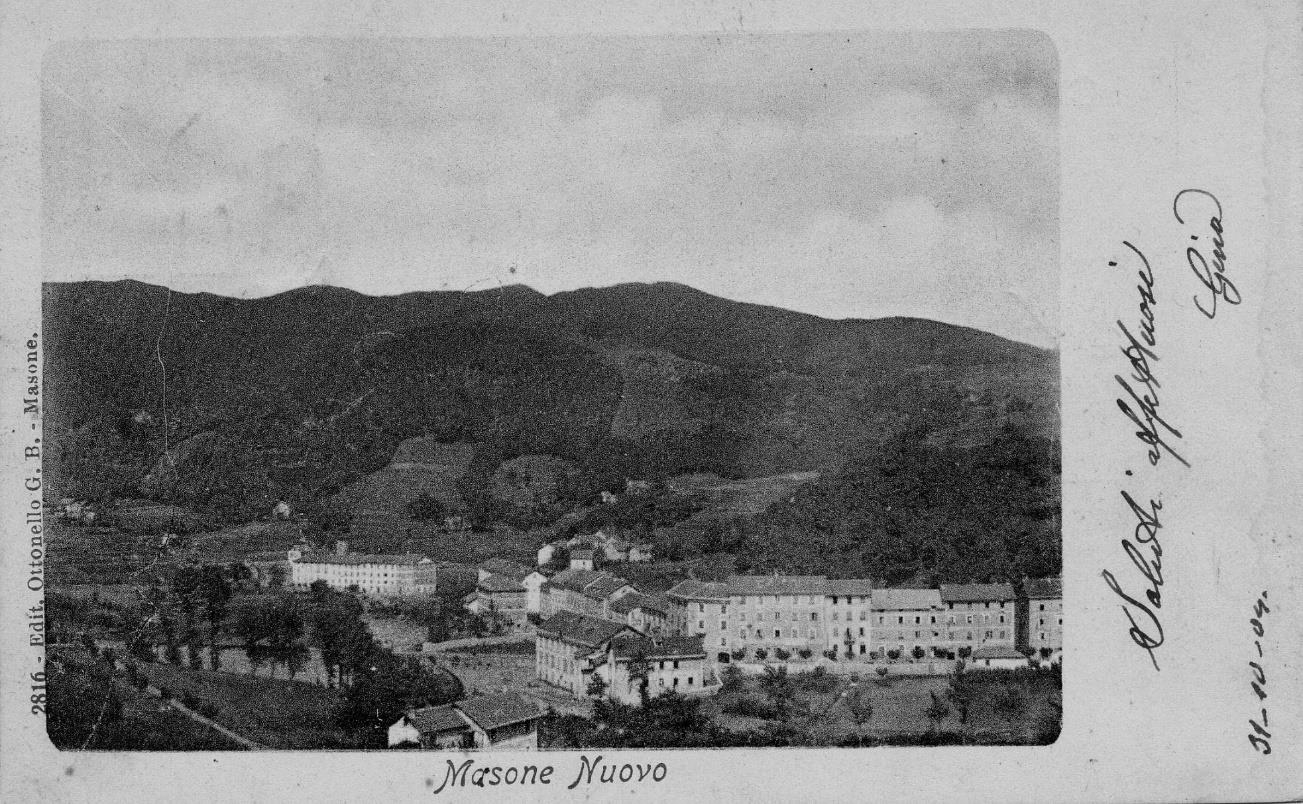 2816 - Edit. Ottonello G. B. - Masone.
Masone Nuovo
Saluti affettuosi
Gina
31-10-04.